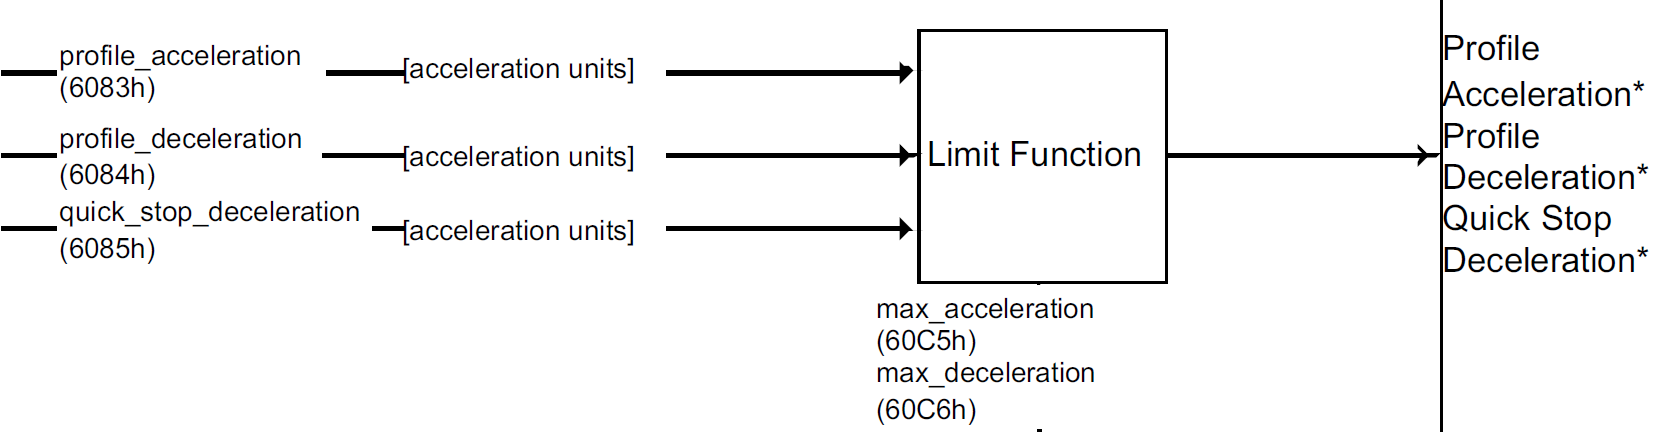 profile_acceleration
(6083h)
[acceleration units]
profile_deceleration
(6084h)
[acceleration units]
quick_stop_deceleration
(6085h)
[acceleration units]
Limit Function
max_acceleration
(60C5h)
max_deceleration
(60C6h)
Profile
Acceleration*
Profile
Deceleration*
Quick Stop
Deceleration*